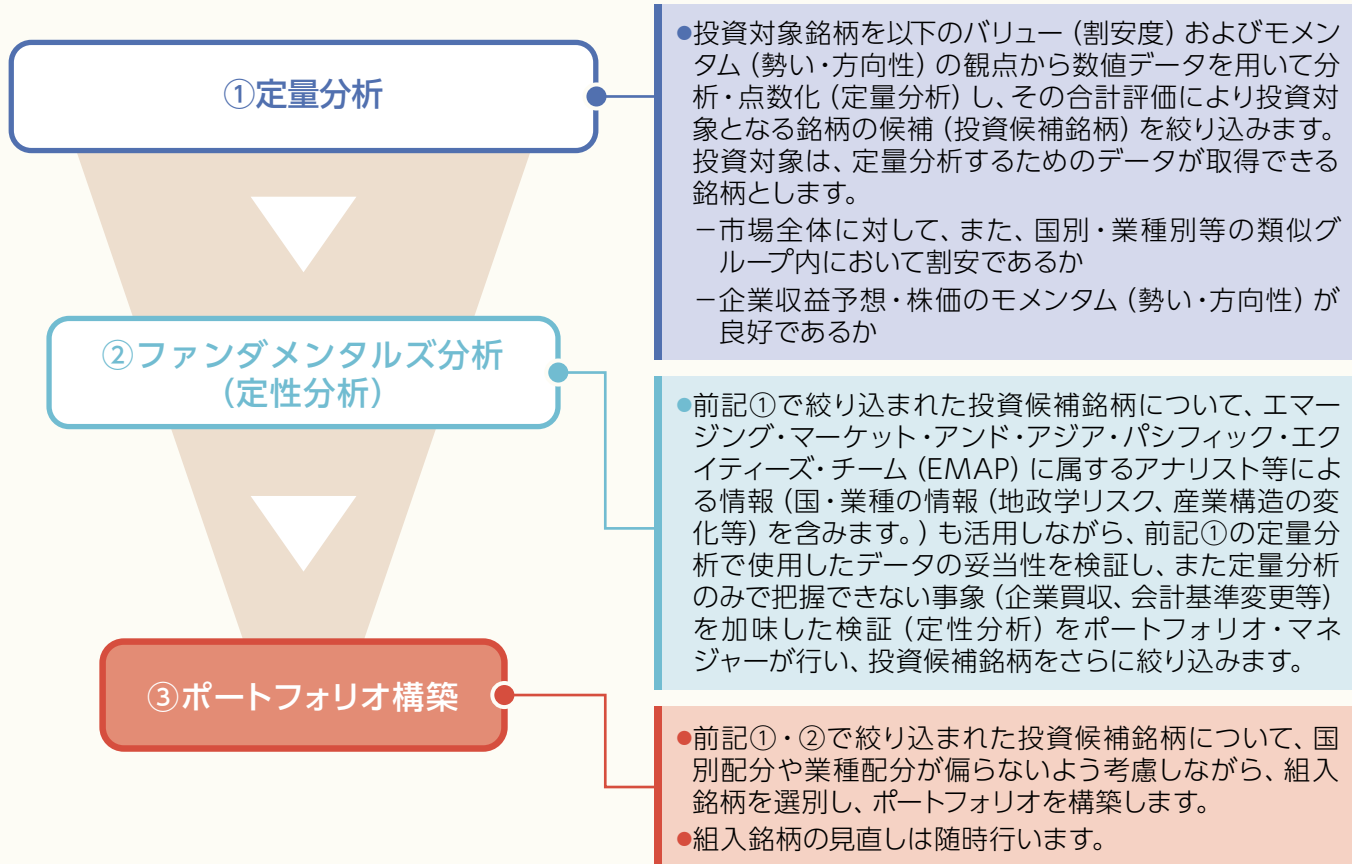 ①定量分析
●投資対象銘柄を以下のバリュー（割安度）およびモメン
タム（勢い・方向性）の観点から数値データを用いて分
析・点数化（定量分析）し、その合計評価により投資対
象となる銘柄の候補（投資候補銘柄）を絞り込みます。
投資対象は、定量分析するためのデータが取得できる
銘柄とします。
－市場全体に対して、また、国別・業種別等の類似グ
ループ内において割安であるか
－企業収益予想・株価のモメンタム（勢い・方向性）が
良好であるか
②ファンダメンタルズ分析
（定性分析）
●前記①で絞り込まれた投資候補銘柄について、エマー
ジング・マーケット・アンド・アジア・パシフィック・エク
イティーズ・チーム（EMAP）に属するアナリスト等によ
る情報（国・業種の情報（地政学リスク、産業構造の変
化等）を含みます。）も活用しながら、前記①の定量分
析で使用したデータの妥当性を検証し、また定量分析
のみで把握できない事象（企業買収、会計基準変更等）
を加味した検証（定性分析）をポートフォリオ・マネ
ジャーが行い、投資候補銘柄をさらに絞り込みます。
③ポートフォリオ構築
●前記①・②で絞り込まれた投資候補銘柄について、国
別配分や業種配分が偏らないよう考慮しながら、組入
銘柄を選別し、ポートフォリオを構築します。
●組入銘柄の見直しは随時行います。